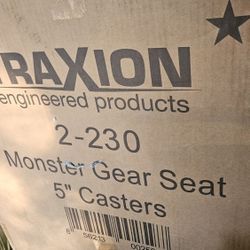 TRAXION
engineered products
2-230
Monster Gear Seat
5" Casters